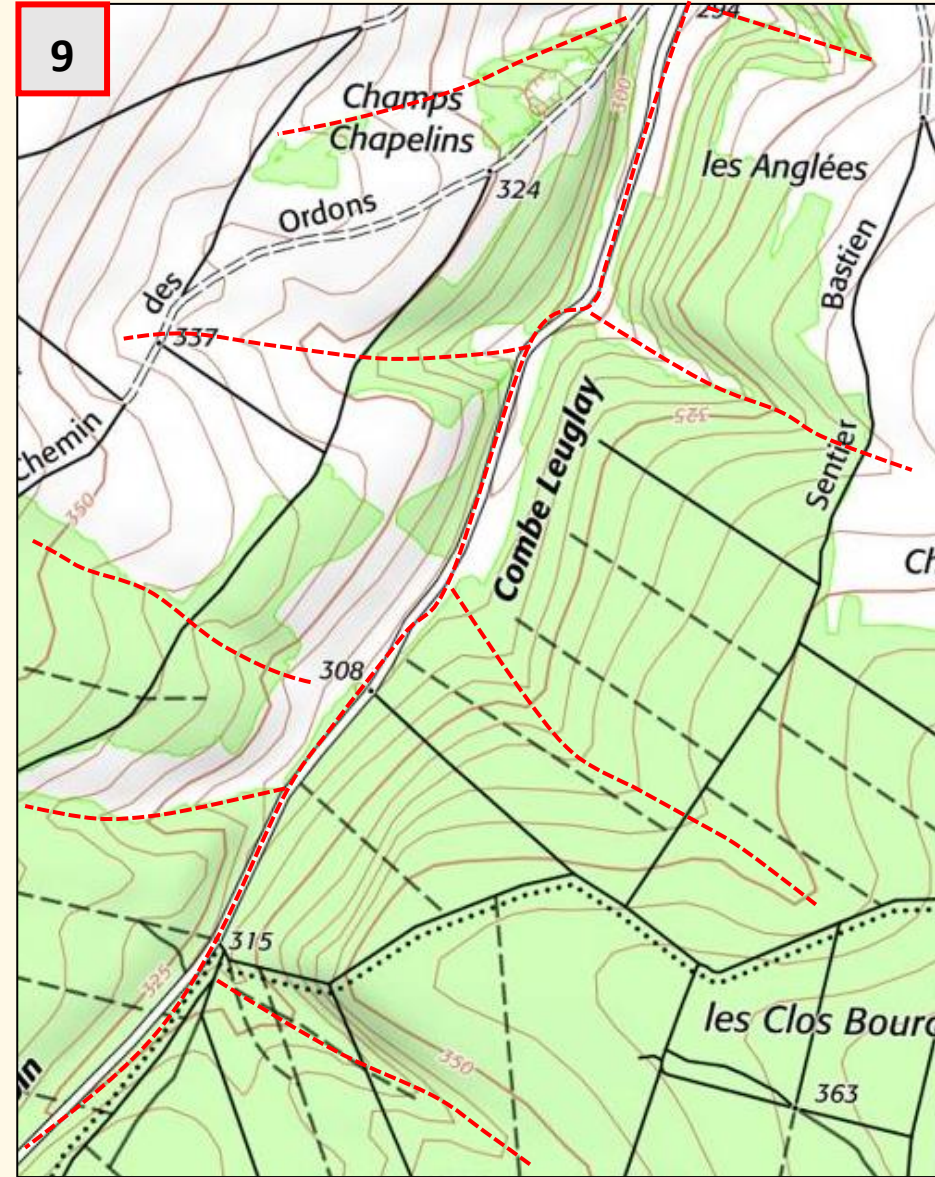 9
294
300
Champs
Chapelins
324
les Anglées
Ordons
des
Bastien
337
Chemin
325
Combe Leuglay
Sentier
350
Ch
308
315
325
les Clos Bourc
350
363
in